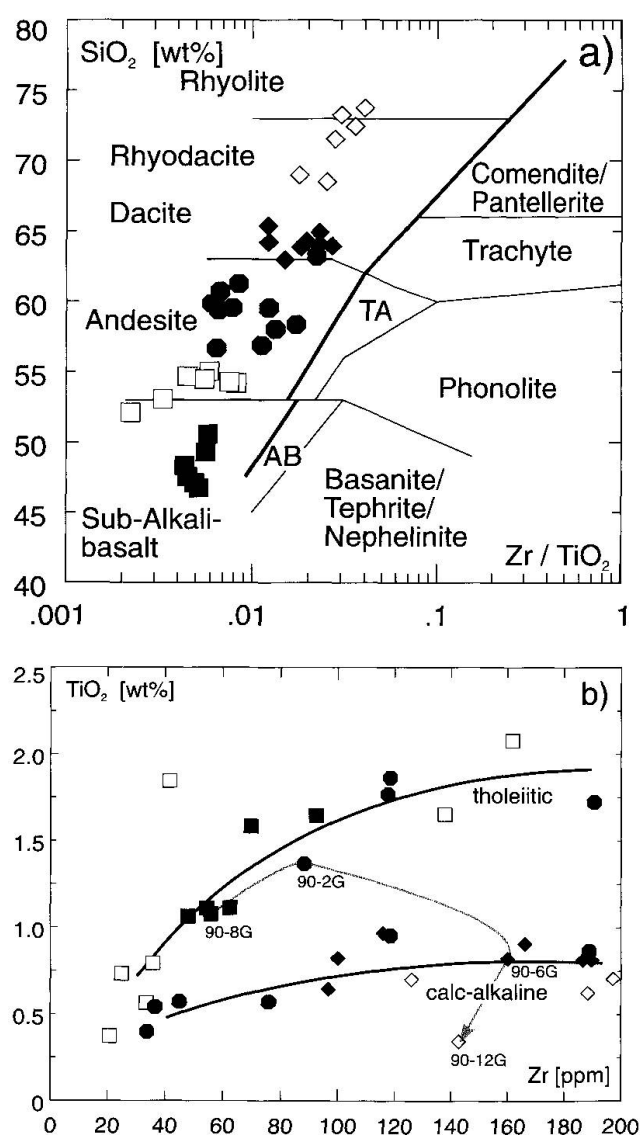 80
75
70
65
60
55
50
45
40
SiO₂ [wt%]
a)
Rhyolite
Rhyodacite
Comendite/
Pantellerite
Dacite
Trachyte
Andesite
TA
Phonolite
AB
Basanite/
Tephrite/
Nephelinite
Sub-Alkali-
basalt
Zr / TiO₂
.001 .01 .1 1
2.5
2.0
1.5
1.0
0.5
0
TiO₂ [wt%]
b)
tholeiitic
90-2G
90-8G
90-6G
calc-alkaline
90-12G
Zr [ppm]
0 20 40 60 80 100 120 140 160 180 200